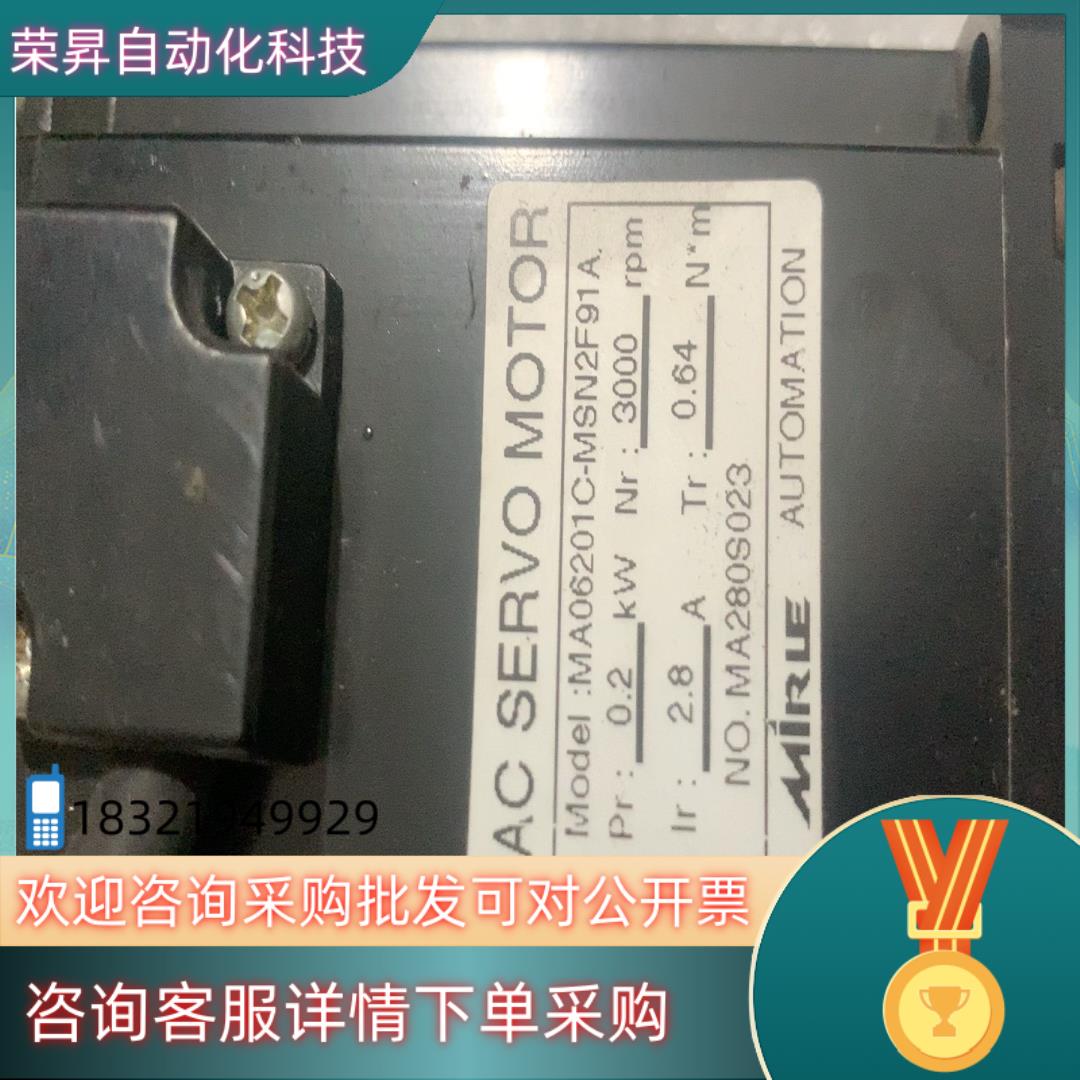 荣昇自动化科技
AC SERVO MOTOR
Model :MA06201C-MSN2F91A.
Pr : 0.2 kW Nr : 3000 rpm
Ir : 2.8 A Tr : 0.64 N*m
NO.MA280S023
MIRLE AUTOMATION
欢迎咨询采购批发可对公开票
咨询客服详情下单采购